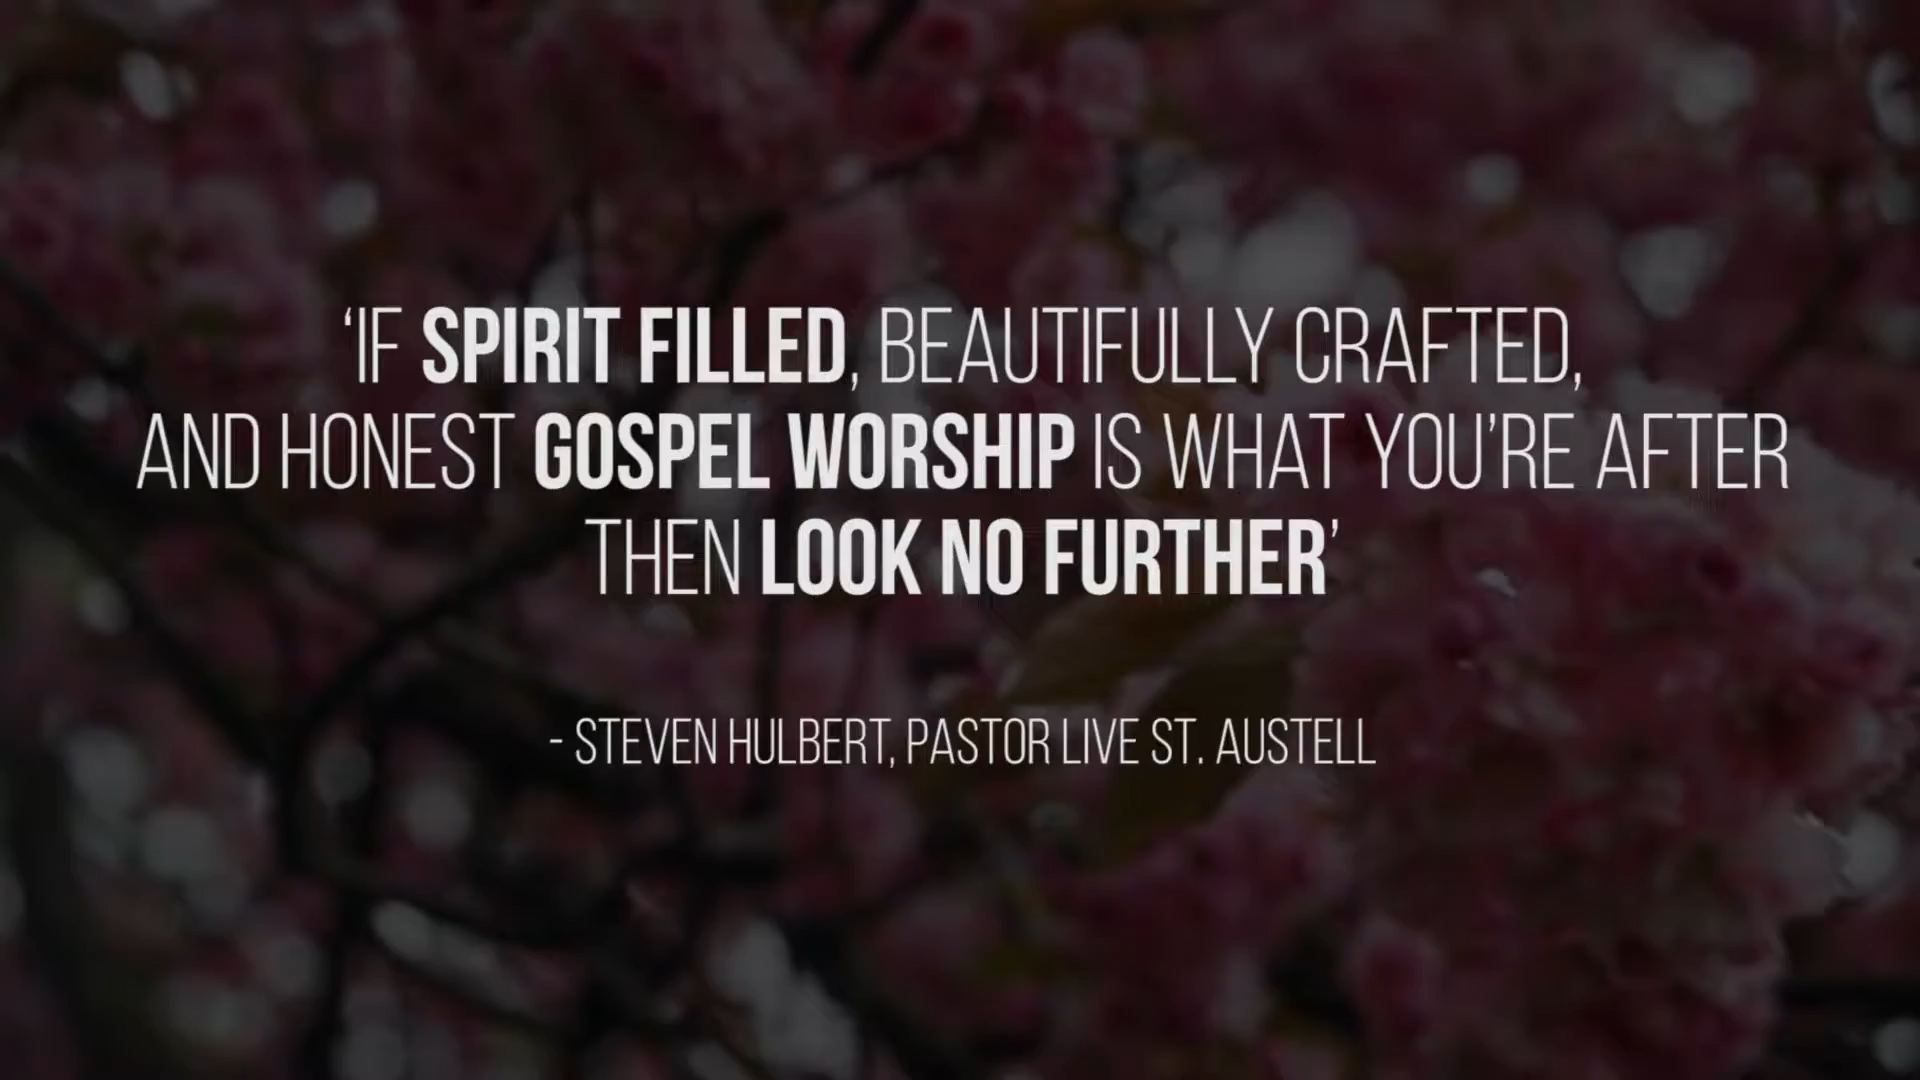 ‘IF SPIRIT FILLED, BEAUTIFULLY CRAFTED,
AND HONEST GOSPEL WORSHIP IS WHAT YOU’RE AFTER
THEN LOOK NO FURTHER’
- STEVEN HULBERT, PASTOR LIVE ST. AUSTELL